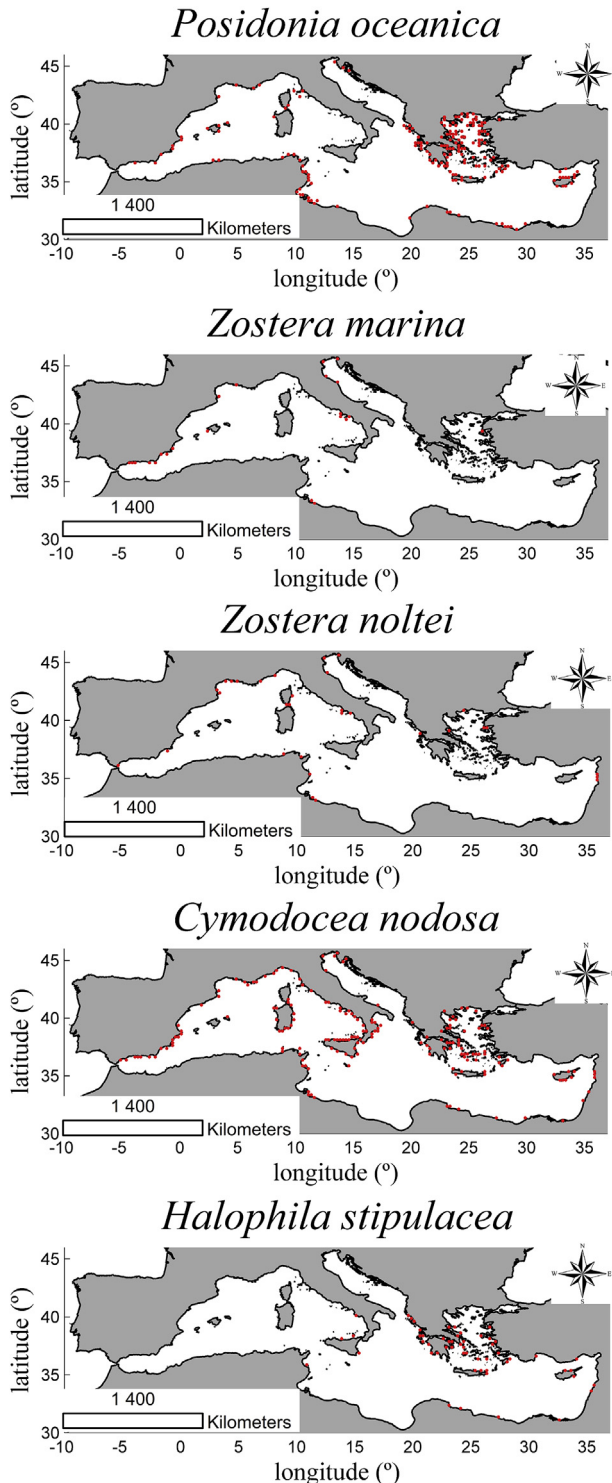 Posidonia oceanica
N
W E
S
45
40
35
30
latitude (º)
1 400
Kilometers
-5 0 5 10 15 20 25 30 35
longitude (º)
Zostera marina
N
W E
S
45
40
35
30
latitude (º)
1 400
Kilometers
-10 -5 0 5 10 15 20 25 30 35
longitude (º)
Zostera noltei
N
W E
S
45
40
35
30
latitude (º)
1 400
Kilometers
-10 -5 0 5 10 15 20 25 30 35
longitude (º)
Cymodocea nodosa
N
W
S
45
40
35
30
latitude (º)
1 400
Kilometers
-10 -5 0 5 10 15 20 25 30 35
longitude (º)
Halophila stipulacea
N
W E
S
45
40
35
30
latitude (º)
1 400
Kilometers
-10 -5 0 5 10 15 20 25 30 35
longitude (º)